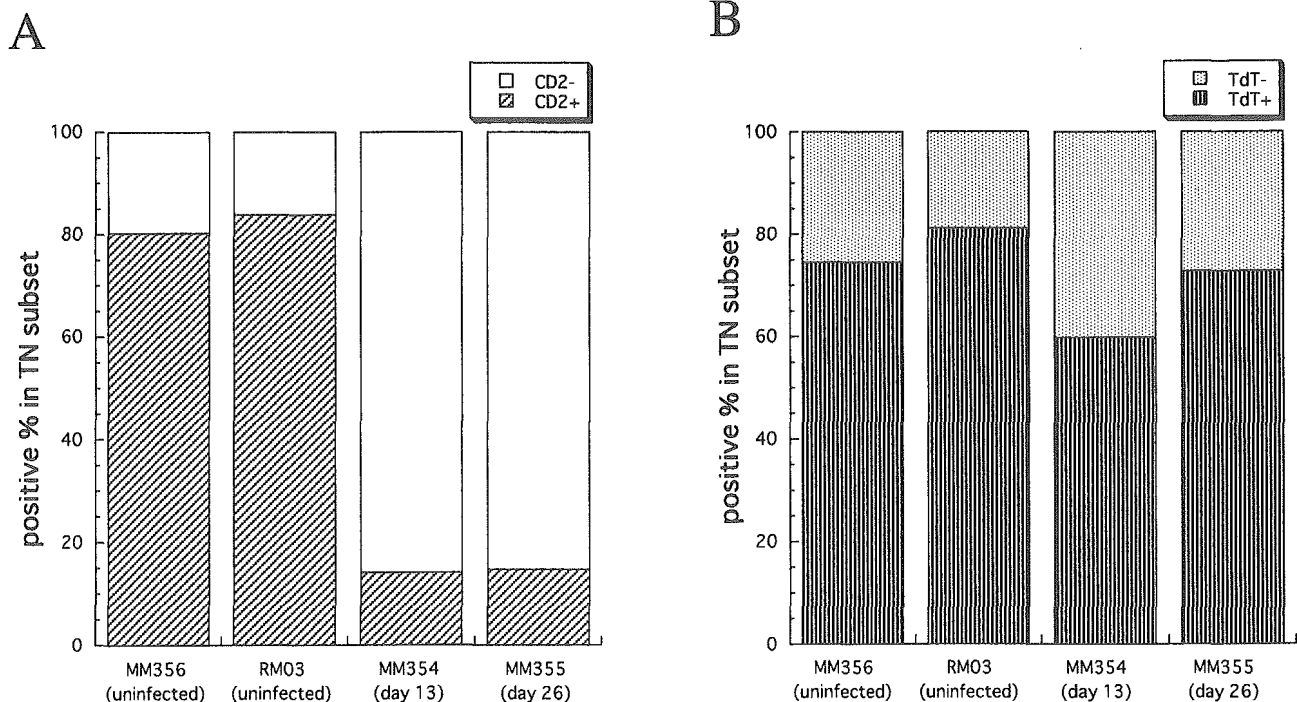 A
CD2-
CD2+
100
80
60
40
20
0
positive % in TN subset
MM356
(uninfected)
RM03
(uninfected)
MM354
(day 13)
MM355
(day 26)
B
TdT-
TdT+
100
80
60
40
20
0
positive % in TN subset
MM356
(uninfected)
RM03
(uninfected)
MM354
(day 13)
MM355
(day 26)